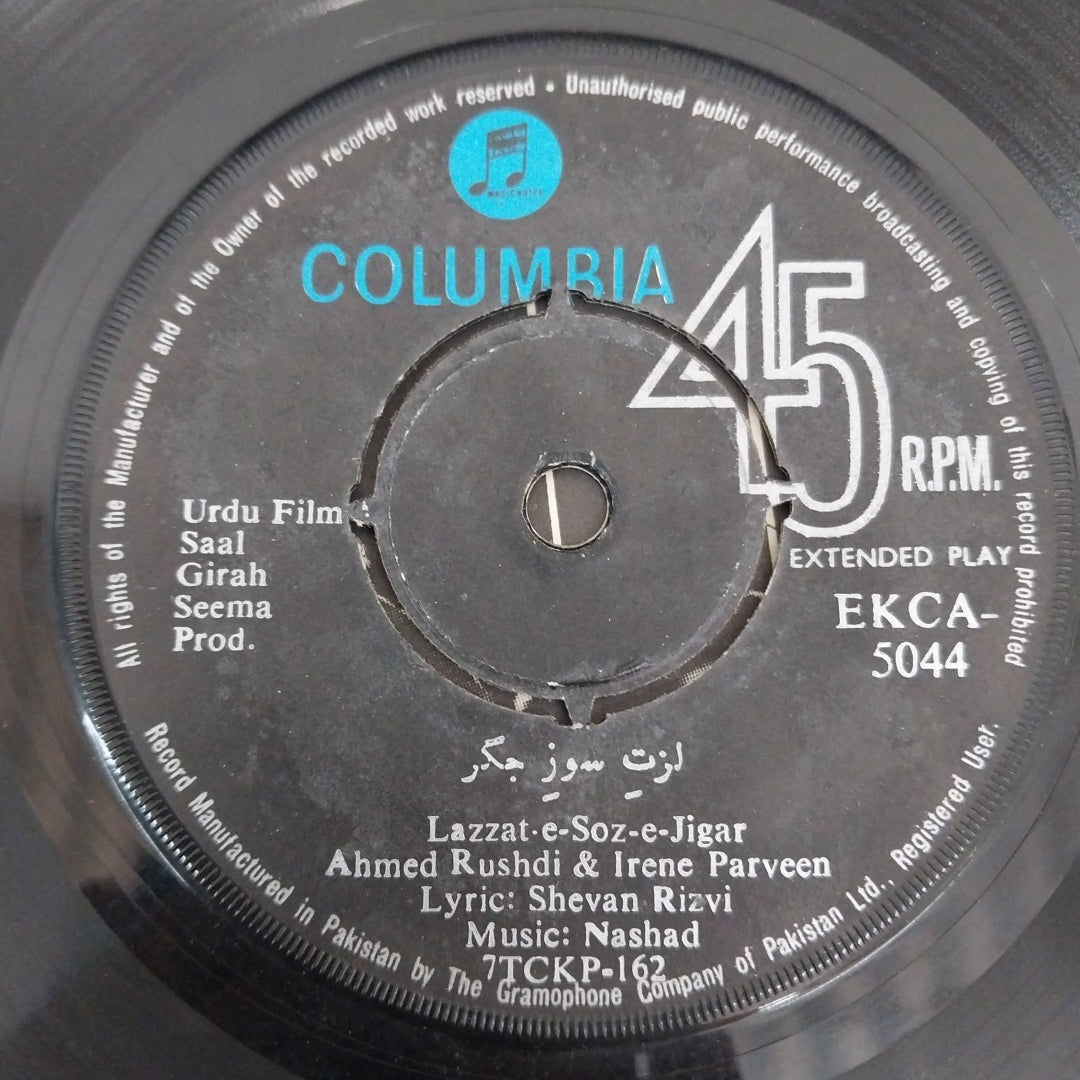 All rights of the Manufacturer and of the Owner of the recorded work reserved • Unauthorised public performance broadcasting and copying of this record prohibited
MAGIC NOTES
COLUMBIA
45
R.P.M.
EXTENDED PLAY
Urdu Film
Saal
Girah
Seema
Prod.
EKCA-
5044
لزتِ سوزِ جگر
Lazzat-e-Soz-e-Jigar
Ahmed Rushdi & Irene Parveen
Lyric: Shevan Rizvi
Music: Nashad
7TCKP-162
Record Manufactured in Pakistan by The Gramophone Company of Pakistan Ltd., Registered User.